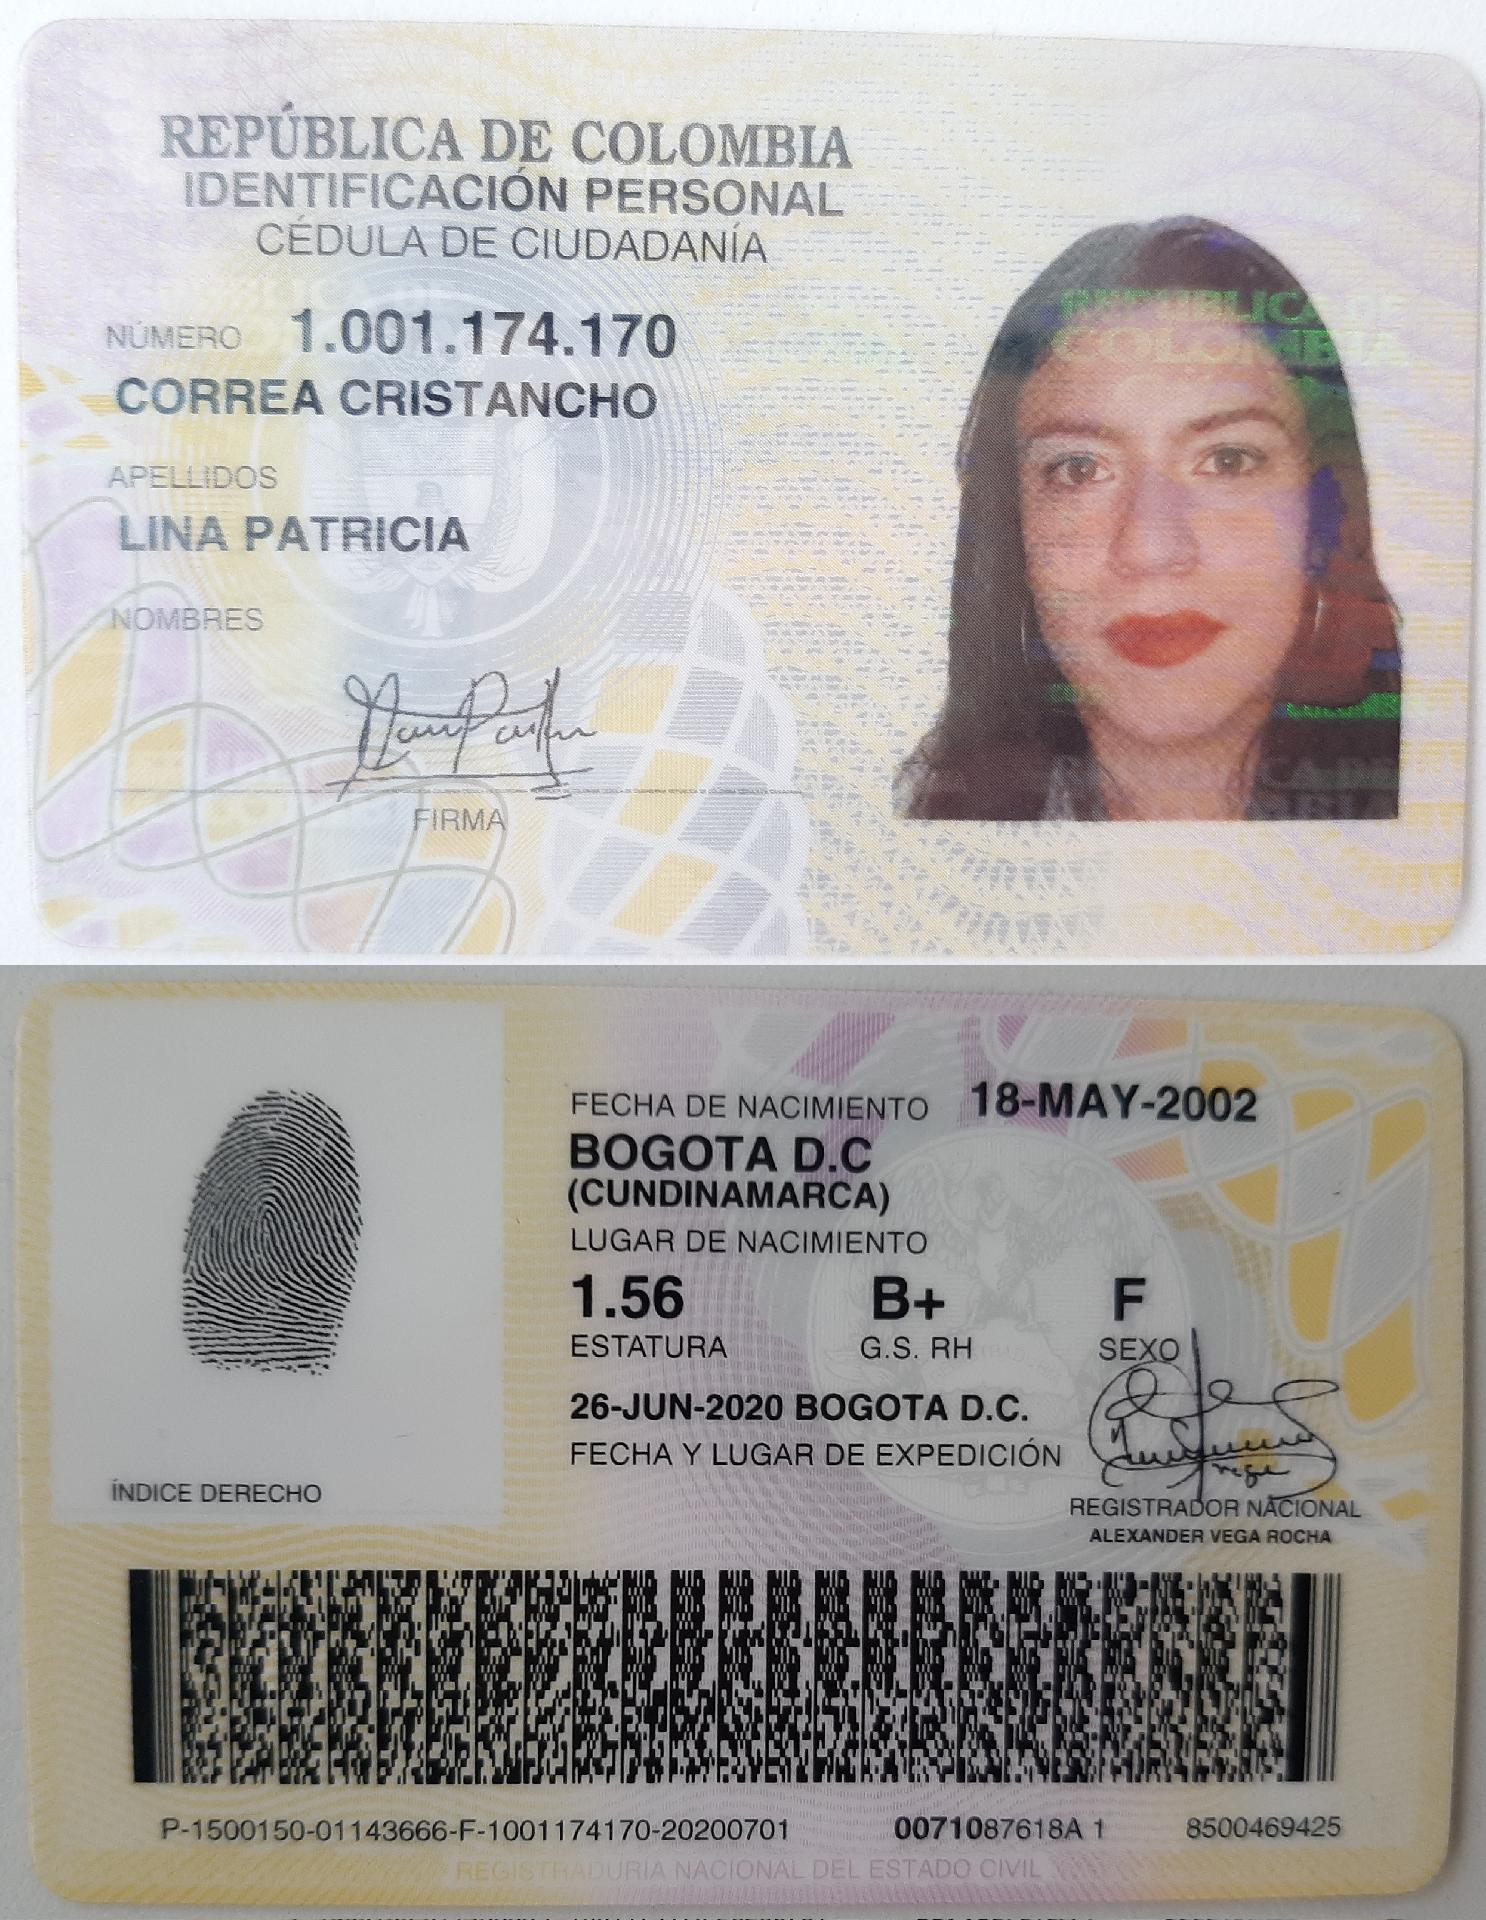 REPÚBLICA DE COLOMBIA
IDENTIFICACIÓN PERSONAL
CÉDULA DE CIUDADANÍA
NÚMERO 1.001.174.170
CORREA CRISTANCHO
APELLIDOS
LINA PATRICIA
NOMBRES
FIRMA
REPUBLICA DE
COLOMBIA
FECHA DE NACIMIENTO 18-MAY-2002
BOGOTA D.C
(CUNDINAMARCA)
LUGAR DE NACIMIENTO
1.56 B+ F
ESTATURA G.S. RH SEXO
26-JUN-2020 BOGOTA D.C.
FECHA Y LUGAR DE EXPEDICIÓN
ÍNDICE DERECHO
REGISTRADOR NACIONAL
ALEXANDER VEGA ROCHA
P-1500150-01143666-F-1001174170-20200701 0071087618A 1 8500469425
REGISTRADURIA NACIONAL DEL ESTADO CIVIL